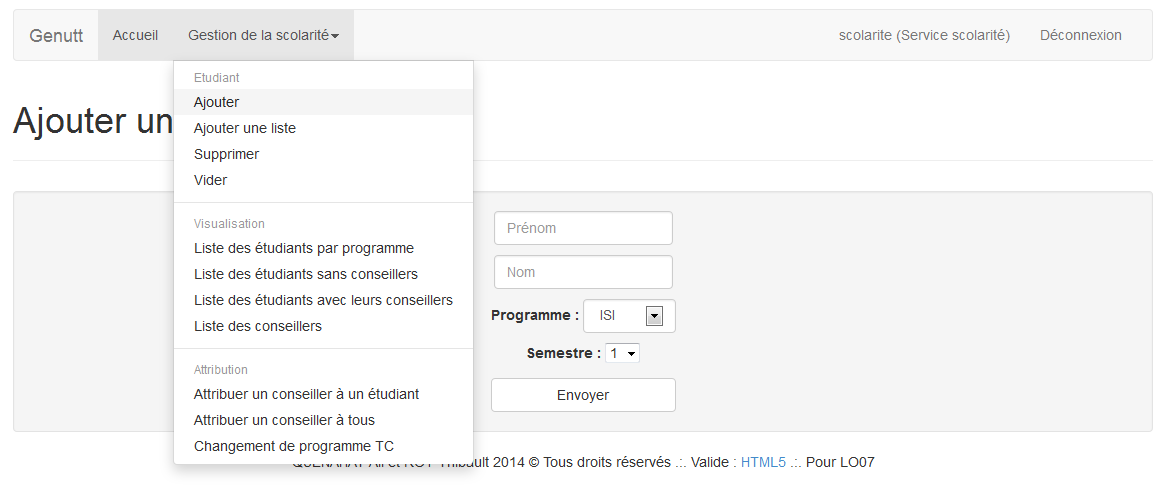 Genutt Accueil Gestion de la scolarité scolarite (Service scolarité) Déconnexion
Ajouter un
Etudiant
Ajouter
Ajouter une liste
Supprimer
Vider
Visualisation
Liste des étudiants par programme
Liste des étudiants sans conseillers
Liste des étudiants avec leurs conseillers
Liste des conseillers
Attribution
Attribuer un conseiller à un étudiant
Attribuer un conseiller à tous
Changement de programme TC
Prénom
Nom
Programme : ISI
Semestre : 1
Envoyer
2014 © Tous droits réservés .:. Valide : HTML5 .:. Pour LO07